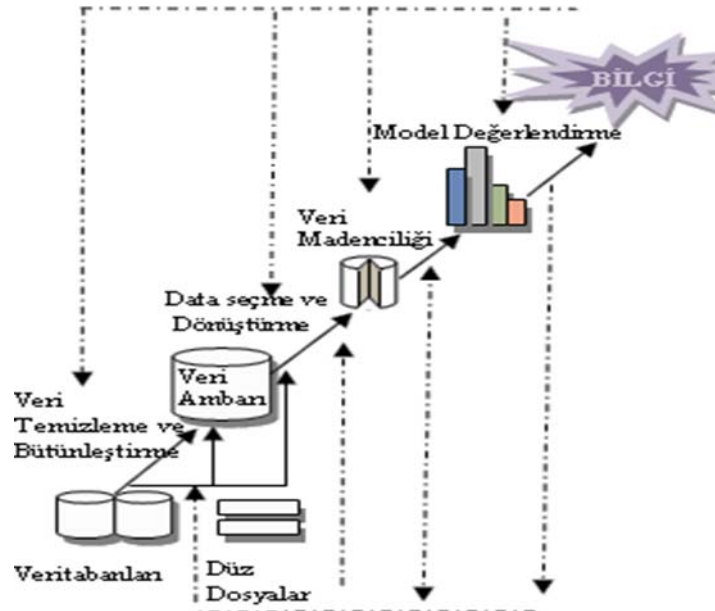 BİLGİ
Model Değerlendirme
Veri
Madenciliği
Data seçme ve
Dönüştürme
Veri
Ambarı
Veri
Temizleme ve
Bütünleştirme
Veritabanları
Düz
Dosyalar